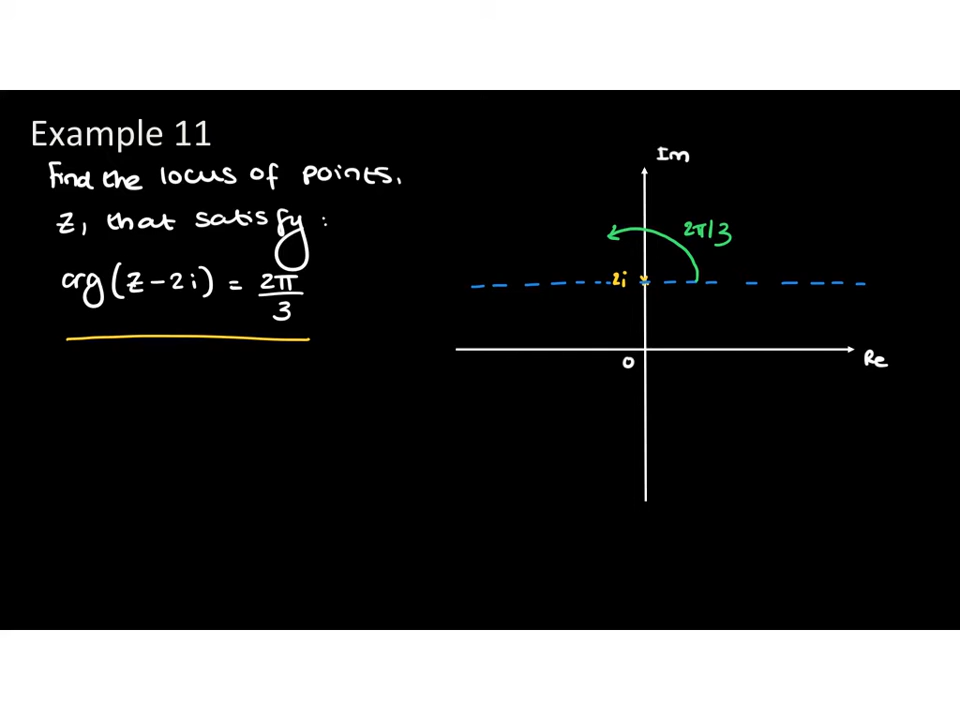 Example 11
Find the locus of points,
z, that satisfy:
arg(z-2i) = 2π/3
Im
2π/3
2i
0
Re